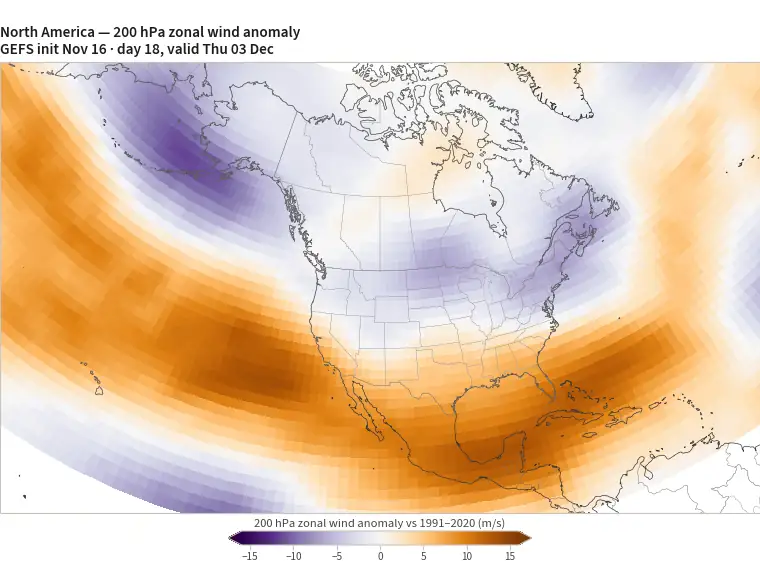 North America — 200 hPa zonal wind anomaly
GEFS init Nov 16 · day 18, valid Thu 03 Dec
200 hPa zonal wind anomaly vs 1991–2020 (m/s)
−15 −10 −5 0 5 10 15